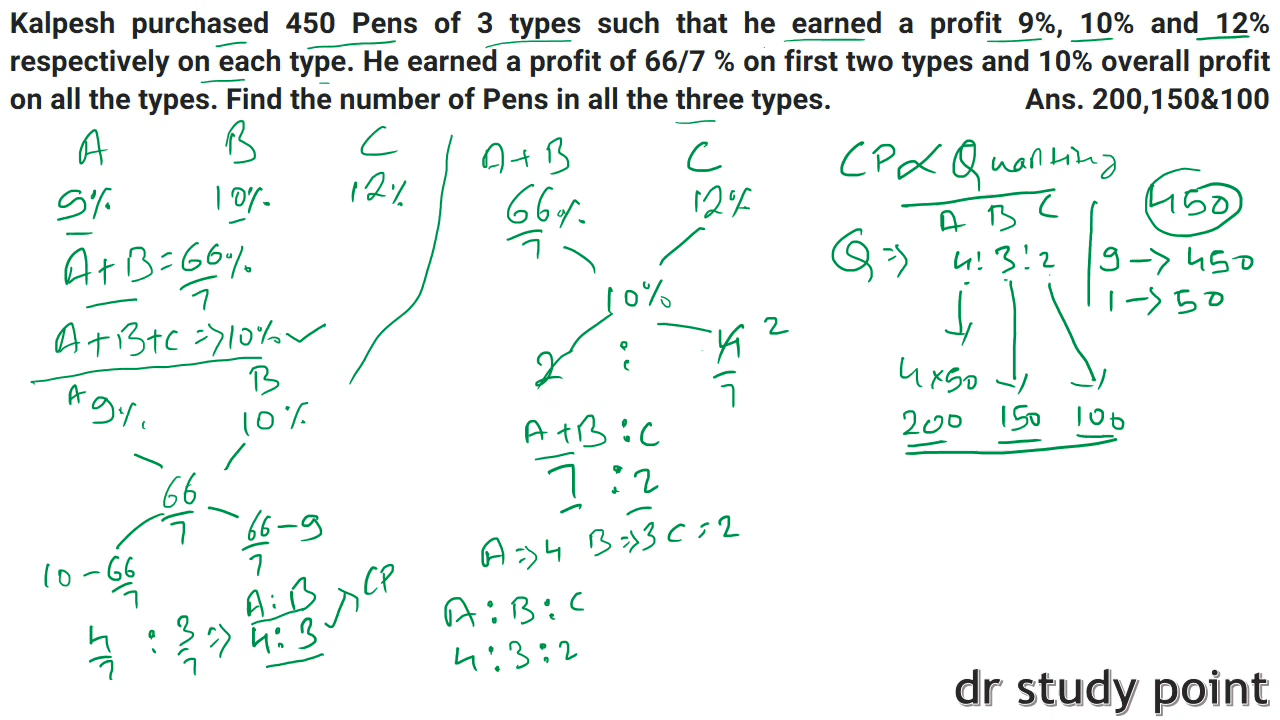 Kalpesh purchased 450 Pens of 3 types such that he earned a profit 9%, 10% and 12%
respectively on each type. He earned a profit of 66/7 % on first two types and 10% overall profit
on all the types. Find the number of Pens in all the three types. Ans. 200,150&100
A B C
9% 10% 12%
A+B=66%
7
A+B+C=>10%
A B
9% 10%
66
7
10-66
7
66-9
7
4 : 3 =>
7 7
A:B
4:3
CP
A+B C
66% 12%
7
10%
2 : 4 2
7
A+B:C
7:2
A=>4 B=>3 C=2
A:B:C
4:3:2
CP∝Quantity
450
A B C
Q=> 4:3:2
9->450
1->50
4×50
200 150 100
dr study point